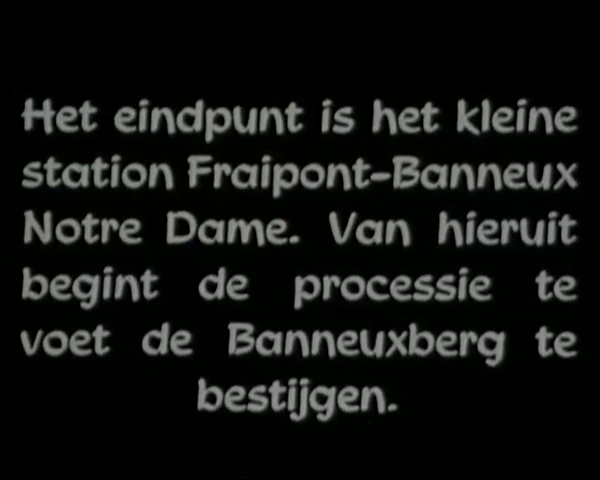 Het eindpunt is het kleine
station Fraipont-Banneux
Notre Dame. Van hieruit
begint de processie te
voet de Banneuxberg te
bestijgen.